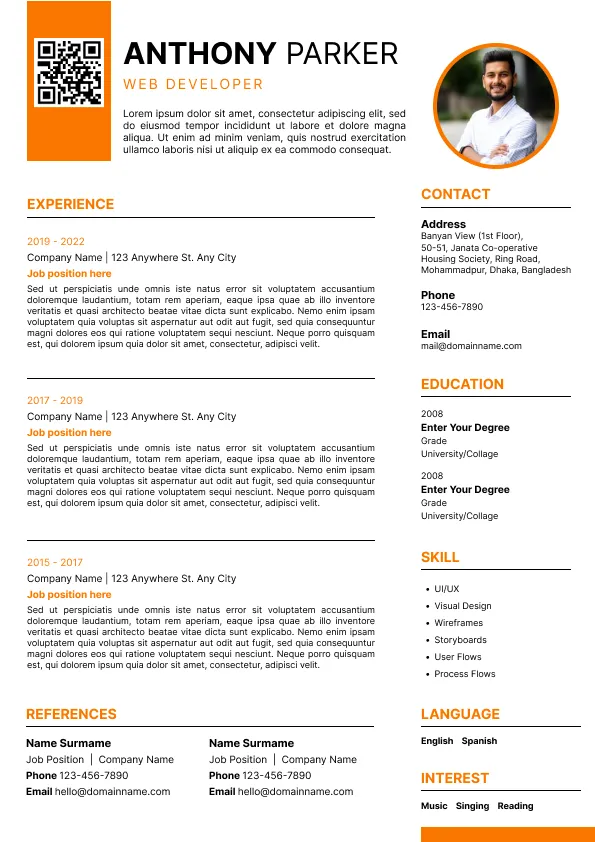 ANTHONY PARKER
WEB DEVELOPER
Lorem ipsum dolor sit amet, consectetur adipiscing elit, sed
do eiusmod tempor incididunt ut labore et dolore magna
aliqua. Ut enim ad minim veniam, quis nostrud exercitation
ullamco laboris nisi ut aliquip ex ea commodo consequat.
EXPERIENCE
2019 - 2022
Company Name | 123 Anywhere St. Any City
Job position here
Sed ut perspiciatis unde omnis iste natus error sit voluptatem accusantium
doloremque laudantium, totam rem aperiam, eaque ipsa quae ab illo inventore
veritatis et quasi architecto beatae vitae dicta sunt explicabo. Nemo enim ipsam
voluptatem quia voluptas sit aspernatur aut odit aut fugit, sed quia consequuntur
magni dolores eos qui ratione voluptatem sequi nesciunt. Neque porro quisquam
est, qui dolorem ipsum quia dolor sit amet, consectetur, adipisci velit.
2017 - 2019
Company Name | 123 Anywhere St. Any City
Job position here
Sed ut perspiciatis unde omnis iste natus error sit voluptatem accusantium
doloremque laudantium, totam rem aperiam, eaque ipsa quae ab illo inventore
veritatis et quasi architecto beatae vitae dicta sunt explicabo. Nemo enim ipsam
voluptatem quia voluptas sit aspernatur aut odit aut fugit, sed quia consequuntur
magni dolores eos qui ratione voluptatem sequi nesciunt. Neque porro quisquam
est, qui dolorem ipsum quia dolor sit amet, consectetur, adipisci velit.
2015 - 2017
Company Name | 123 Anywhere St. Any City
Job position here
Sed ut perspiciatis unde omnis iste natus error sit voluptatem accusantium
doloremque laudantium, totam rem aperiam, eaque ipsa quae ab illo inventore
veritatis et quasi architecto beatae vitae dicta sunt explicabo. Nemo enim ipsam
voluptatem quia voluptas sit aspernatur aut odit aut fugit, sed quia consequuntur
magni dolores eos qui ratione voluptatem sequi nesciunt. Neque porro quisquam
est, qui dolorem ipsum quia dolor sit amet, consectetur, adipisci velit.
REFERENCES
Name Surmame
Job Position | Company Name
Phone 123-456-7890
Email hello@domainname.com
Name Surmame
Job Position | Company Name
Phone 123-456-7890
Email hello@domainname.com
CONTACT
Address
Banyan View (1st Floor),
50-51, Janata Co-operative
Housing Society, Ring Road,
Mohammadpur, Dhaka, Bangladesh
Phone
123-456-7890
Email
mail@domainname.com
EDUCATION
2008
Enter Your Degree
Grade
University/Collage
2008
Enter Your Degree
Grade
University/Collage
SKILL
• UI/UX
• Visual Design
• Wireframes
• Storyboards
• User Flows
• Process Flows
LANGUAGE
English Spanish
INTEREST
Music Singing Reading